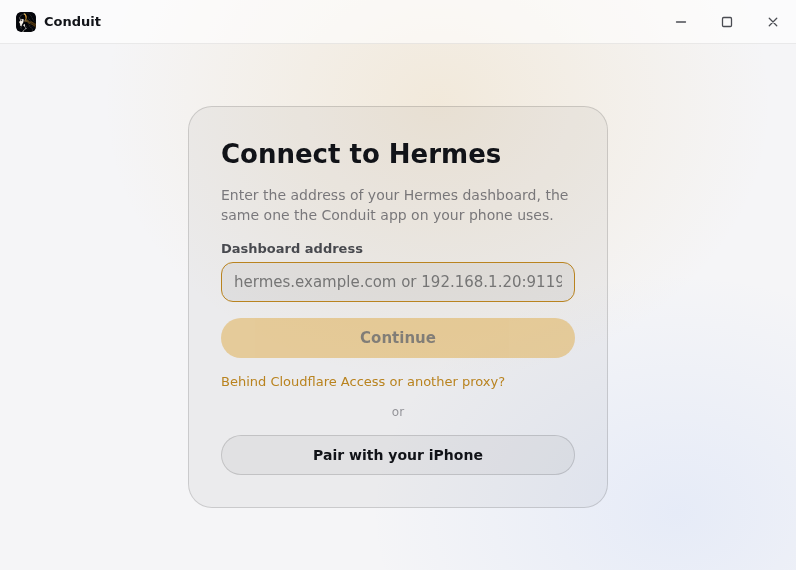 Conduit
Connect to Hermes
Enter the address of your Hermes dashboard, the
same one the Conduit app on your phone uses.
Dashboard address
hermes.example.com or 192.168.1.20:9119
Continue
Behind Cloudflare Access or another proxy?
or
Pair with your iPhone